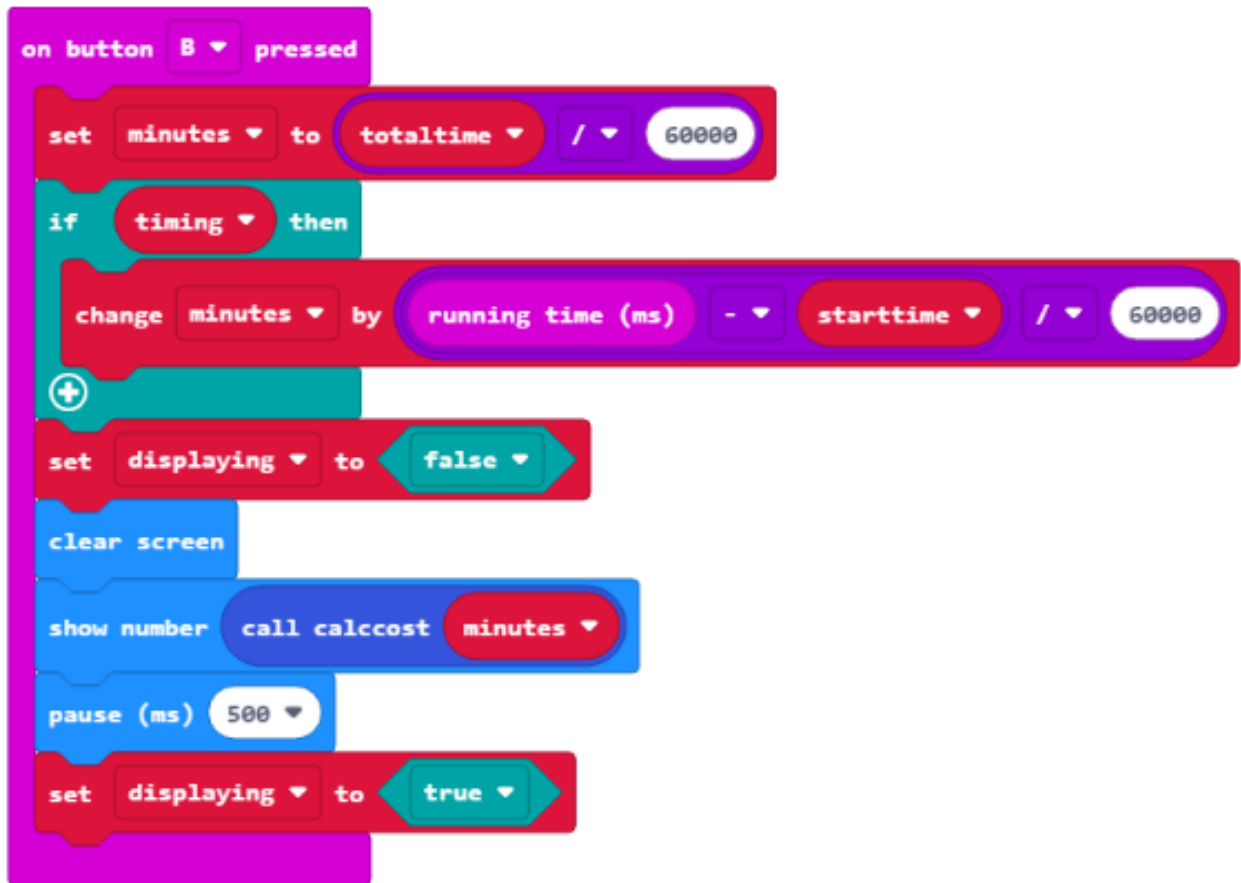 on button B pressed
set minutes to totaltime / 60000
if timing then
change minutes by running time (ms) - starttime / 60000
set displaying to false
clear screen
show number call calccost minutes
pause (ms) 500
set displaying to true